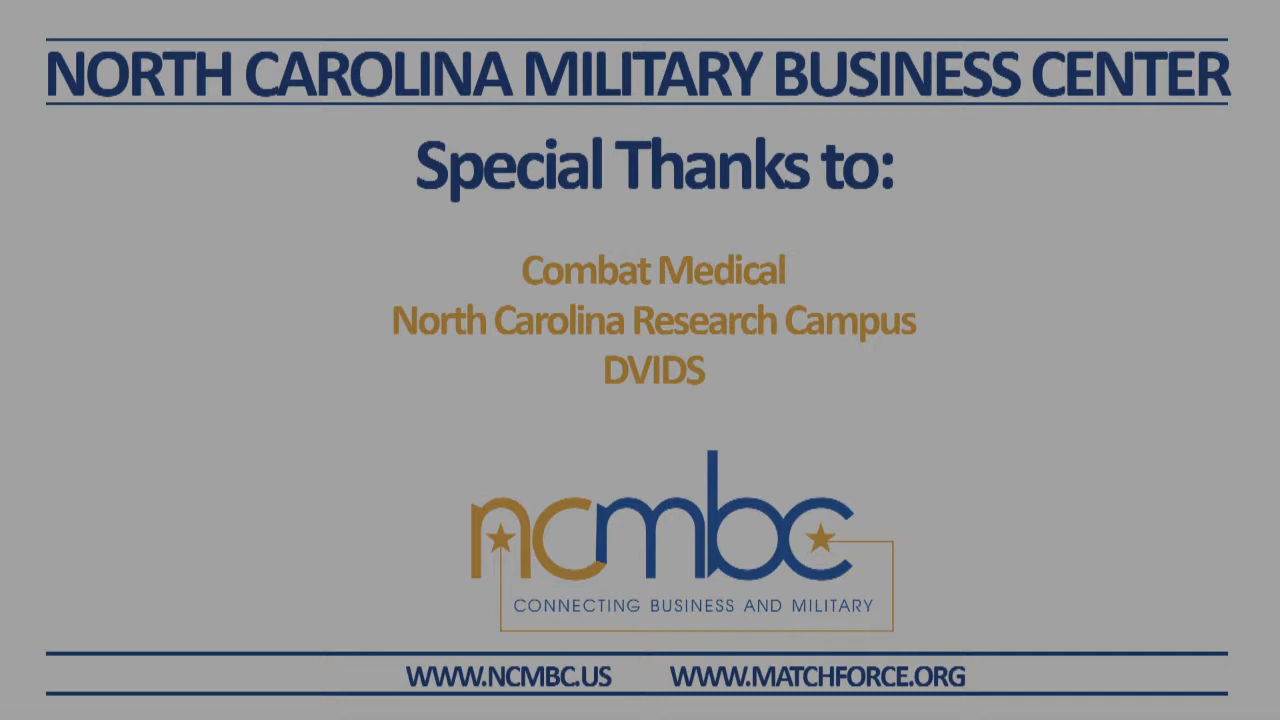 NORTH CAROLINA MILITARY BUSINESS CENTER
Special Thanks to:
Combat Medical
North Carolina Research Campus
DVIDS
ncmbc
CONNECTING BUSINESS AND MILITARY
WWW.NCMBC.US WWW.MATCHFORCE.ORG